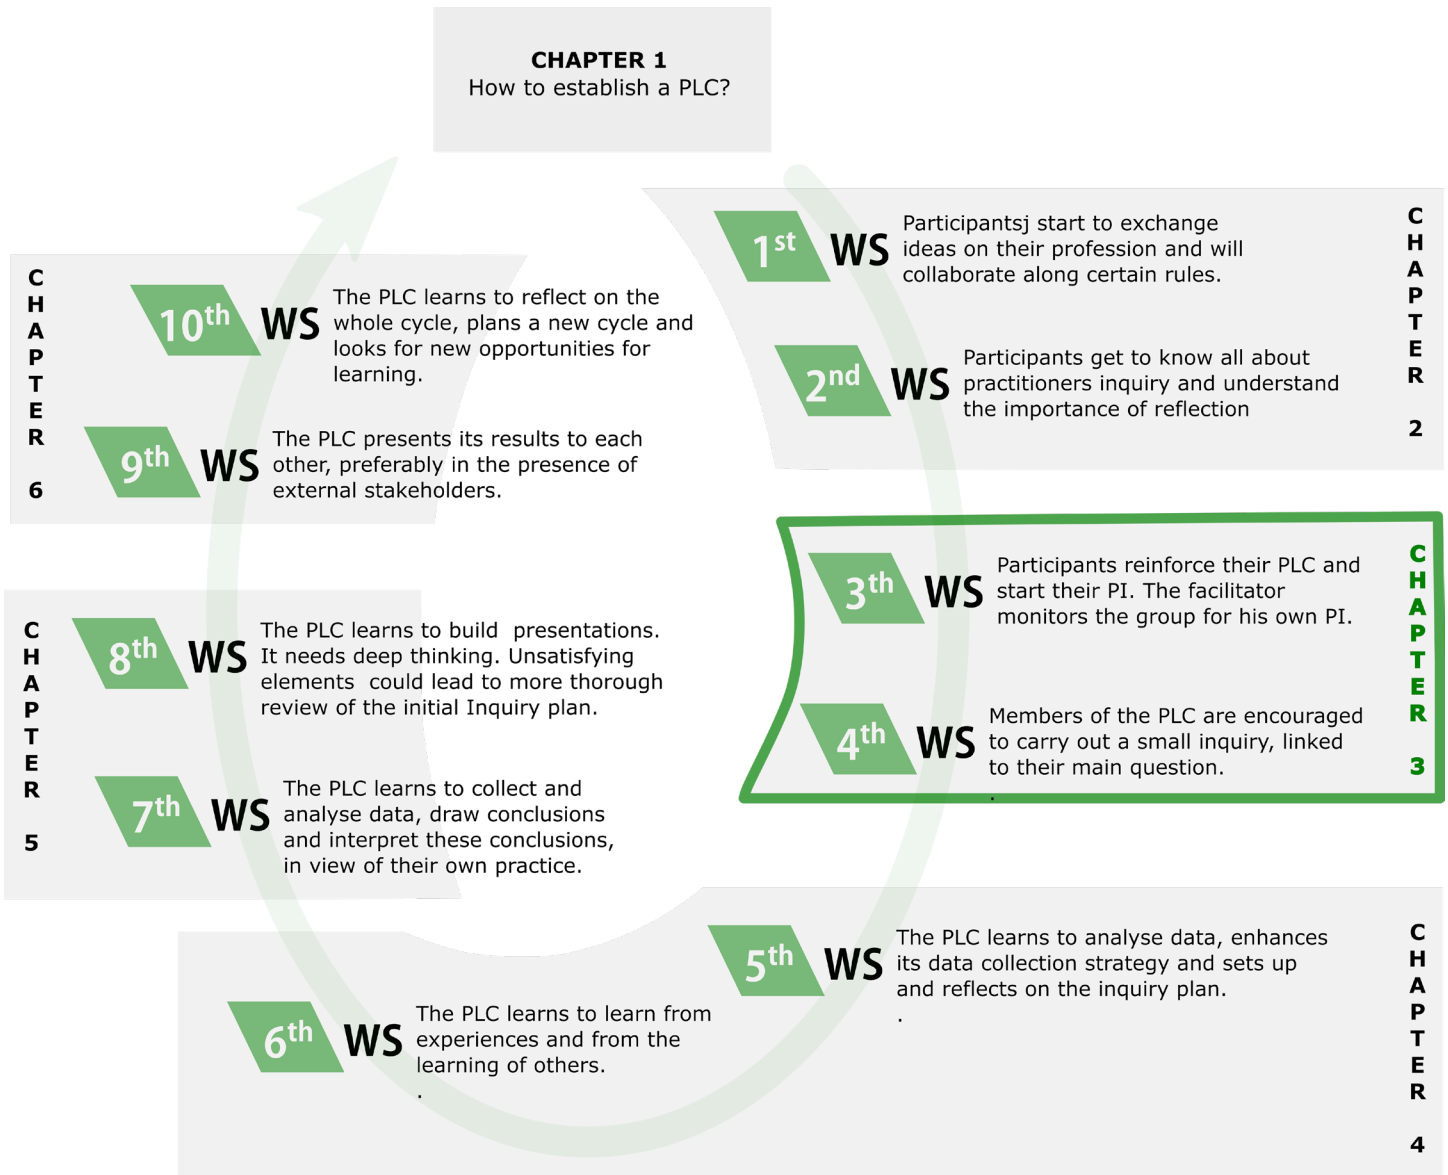 CHAPTER 1
How to establish a PLC?
1st WS
Participantsj start to exchange
ideas on their profession and will
collaborate along certain rules.
2nd WS
Participants get to know all about
practitioners inquiry and understand
the importance of reflection
CHAPTER 2
3th WS
Participants reinforce their PLC and
start their PI. The facilitator
monitors the group for his own PI.
4th WS
Members of the PLC are encouraged
to carry out a small inquiry, linked
to their main question.
.
CHAPTER 3
5th WS
The PLC learns to analyse data, enhances
its data collection strategy and sets up
and reflects on the inquiry plan.
.
6th WS
The PLC learns to learn from
experiences and from the
learning of others.
.
CHAPTER 4
7th WS
The PLC learns to collect and
analyse data, draw conclusions
and interpret these conclusions,
in view of their own practice.
8th WS
The PLC learns to build  presentations.
It needs deep thinking. Unsatisfying
elements  could lead to more thorough
review of the initial Inquiry plan.
CHAPTER 5
9th WS
The PLC presents its results to each
other, preferably in the presence of
external stakeholders.
10th WS
The PLC learns to reflect on the
whole cycle, plans a new cycle and
looks for new opportunities for
learning.
CHAPTER 6